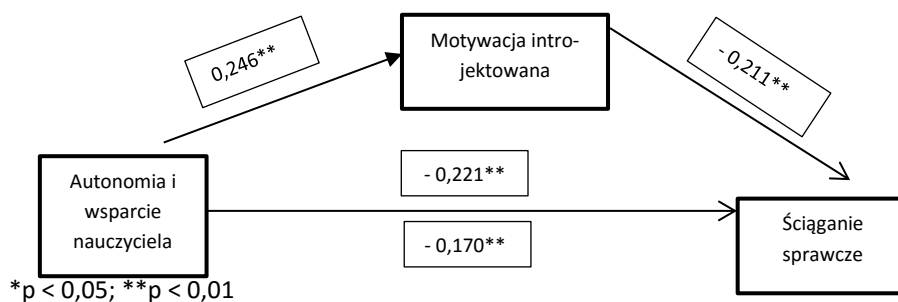 Motywacja intro-
jektowana
0,246**
- 0,211**
Autonomia i
wsparcie
nauczyciela
- 0,221**
- 0,170**
Ściąganie
sprawcze
*p < 0,05; **p < 0,01